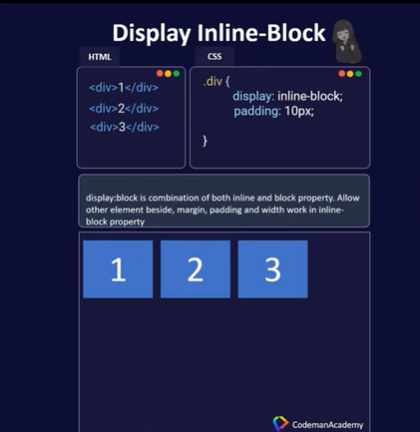 Display Inline-Block
HTML
CSS
<div>1</div>
<div>2</div>
<div>3</div>
.div {
display: inline-block;
padding: 10px;
}
display:block is combination of both inline and block property. Allow
other element beside, margin, padding and width work in inline-
block property
1 2 3
CodemanAcademy